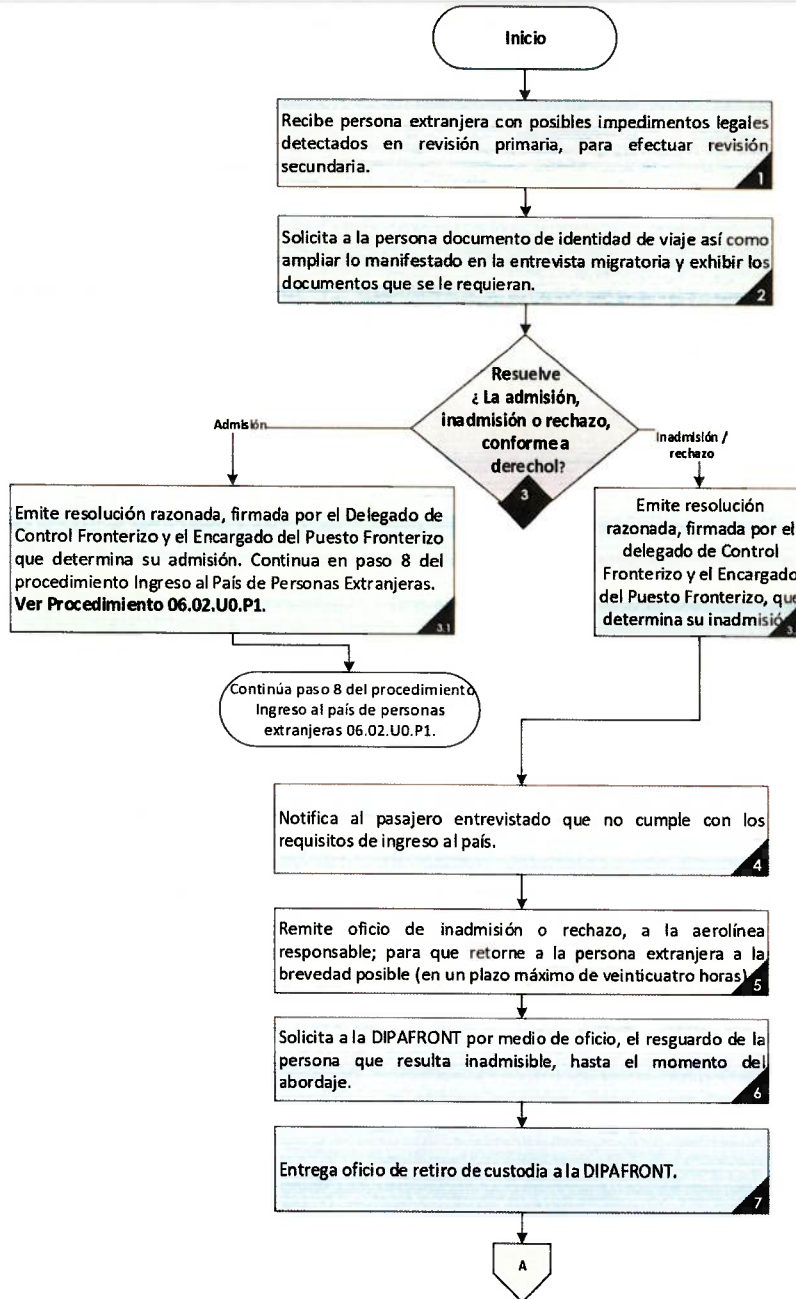 Inicio
Recibe persona extranjera con posibles impedimentos legales
detectados en revisión primaria, para efectuar revisión
secundaria.
1
Solicita a la persona documento de identidad de viaje así como
ampliar lo manifestado en la entrevista migratoria y exhibir los
documentos que se le requieran.
2
Resuelve
¿ La admisión,
inadmisión o rechazo,
conforme a
derechol?
3
Admisión
Inadmisión /
rechazo
Emite resolución razonada, firmada por el Delegado de
Control Fronterizo y el Encargado del Puesto Fronterizo
que determina su admisión. Continua en paso 8 del
procedimiento Ingreso al País de Personas Extranjeras.
Ver Procedimiento 06.02.U0.P1.
3.1
Emite resolución
razonada, firmada por el
delegado de Control
Fronterizo y el Encargado
del Puesto Fronterizo, que
determina su inadmisión
Continúa paso 8 del procedimiento
Ingreso al país de personas
extranjeras 06.02.U0.P1.
Notifica al pasajero entrevistado que no cumple con los
requisitos de ingreso al país.
4
Remite oficio de inadmisión o rechazo, a la aerolínea
responsable; para que retorne a la persona extranjera a la
brevedad posible (en un plazo máximo de veinticuatro horas)
5
Solicita a la DIPAFRONT por medio de oficio, el resguardo de la
persona que resulta inadmisible, hasta el momento del
abordaje.
6
Entrega oficio de retiro de custodia a la DIPAFRONT.
7
A